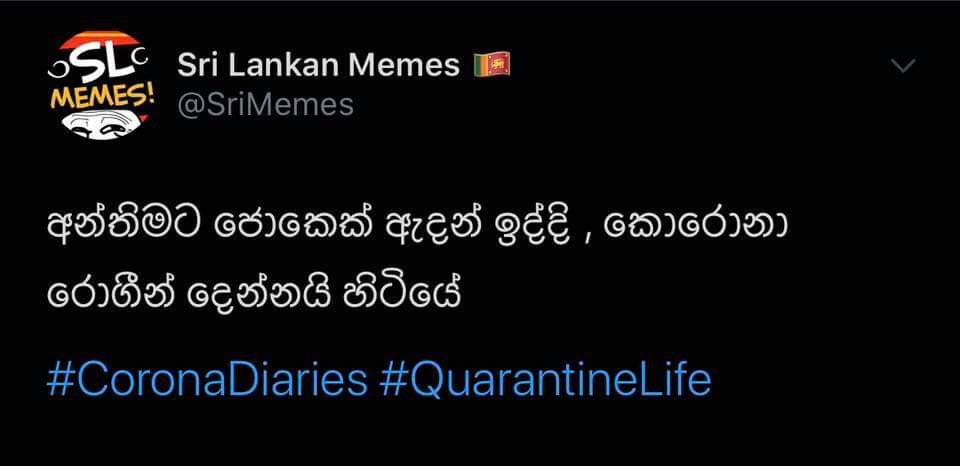 SL
MEMES!
Sri Lankan Memes 🇱🇰
@SriMemes
අන්තිමට ජොකෙක් ඇදන් ඉද්දි , කොරොනා
රොගීන් දෙන්නයි හිටියේ
#CoronaDiaries #QuarantineLife